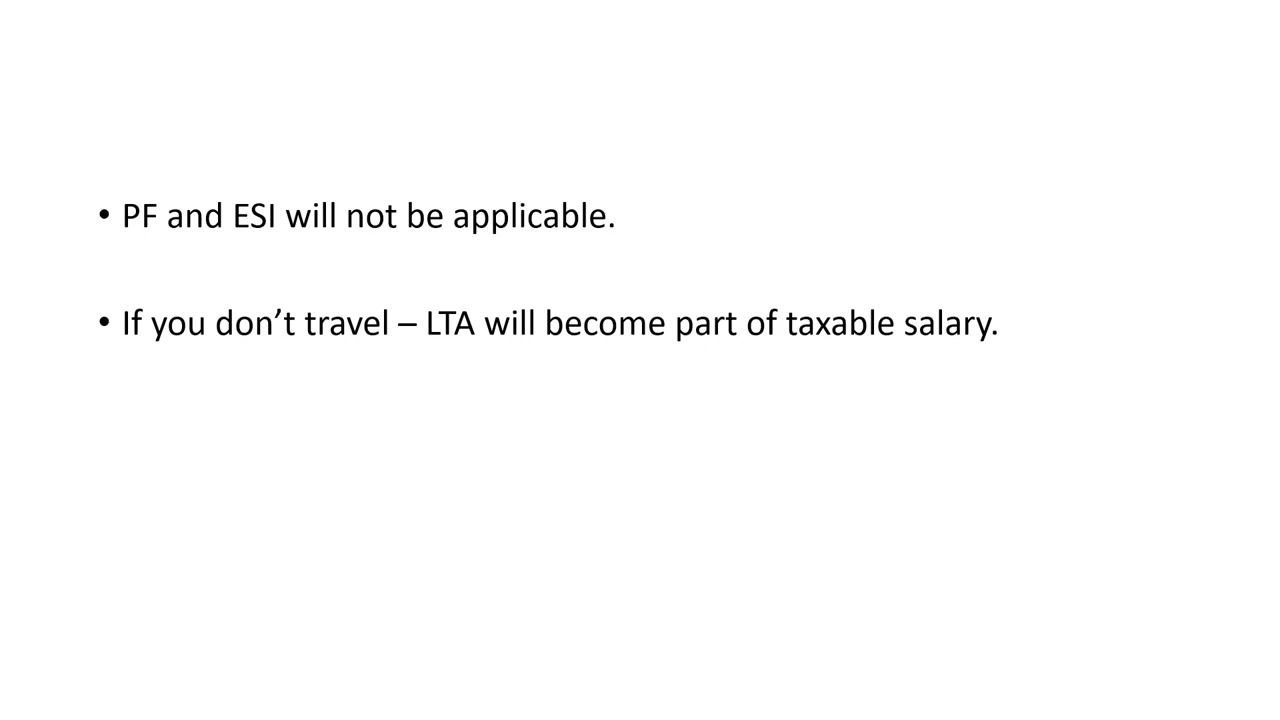 • PF and ESI will not be applicable.
• If you don’t travel – LTA will become part of taxable salary.